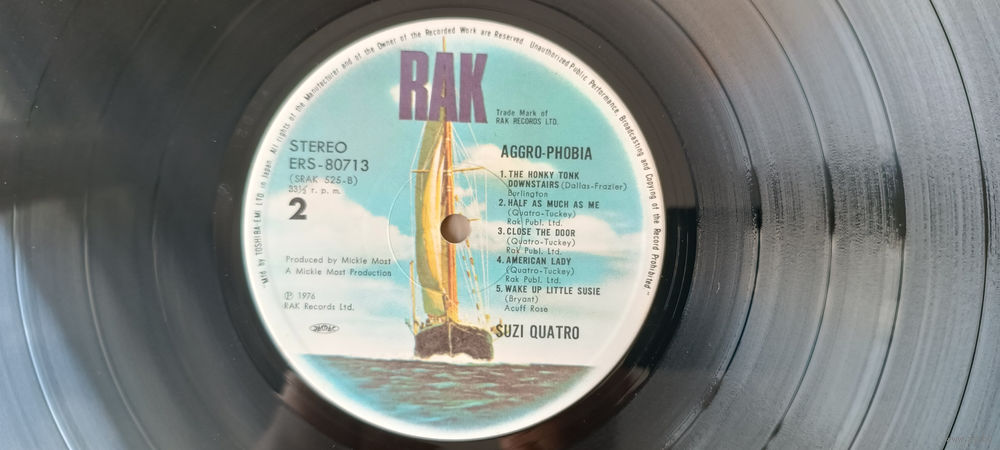 Mfd by TOSHIBA-EMI LTD in Japan. All rights of the Manufacturer and of the Owner of the Recorded Work are Reserved. Unauthorized Public Performance, Broadcasting and Copying of the Record Prohibited -
RAK
Trade Mark of
RAK RECORDS LTD.
STEREO
ERS-80713
(SRAK 525-B)
33⅓ r. p. m.
2
AGGRO-PHOBIA
1. THE HONKY TONK
DOWNSTAIRS (Dallas-Frazier)
Burlington
2. HALF AS MUCH AS ME
(Quatro-Tuckey)
Rak Publ. Ltd.
3. CLOSE THE DOOR
(Quatro-Tuckey)
Rak Publ. Ltd.
4. AMERICAN LADY
(Quatro-Tuckey)
Rak Publ. Ltd.
5. WAKE UP LITTLE SUSIE
(Bryant)
Acuff Rose
Produced by Mickie Most
A Mickie Most Production
Ⓟ 1976
RAK Records Ltd.
SUZI QUATRO